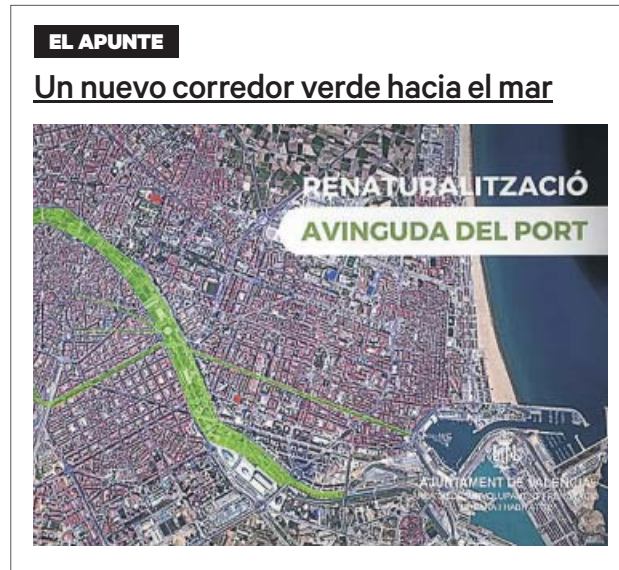 EL APUNTE
Un nuevo corredor verde hacia el mar
RENATURALITZACIÓ
AVINGUDA DEL PORT
AJUNTAMENT DE VALÈNCIA